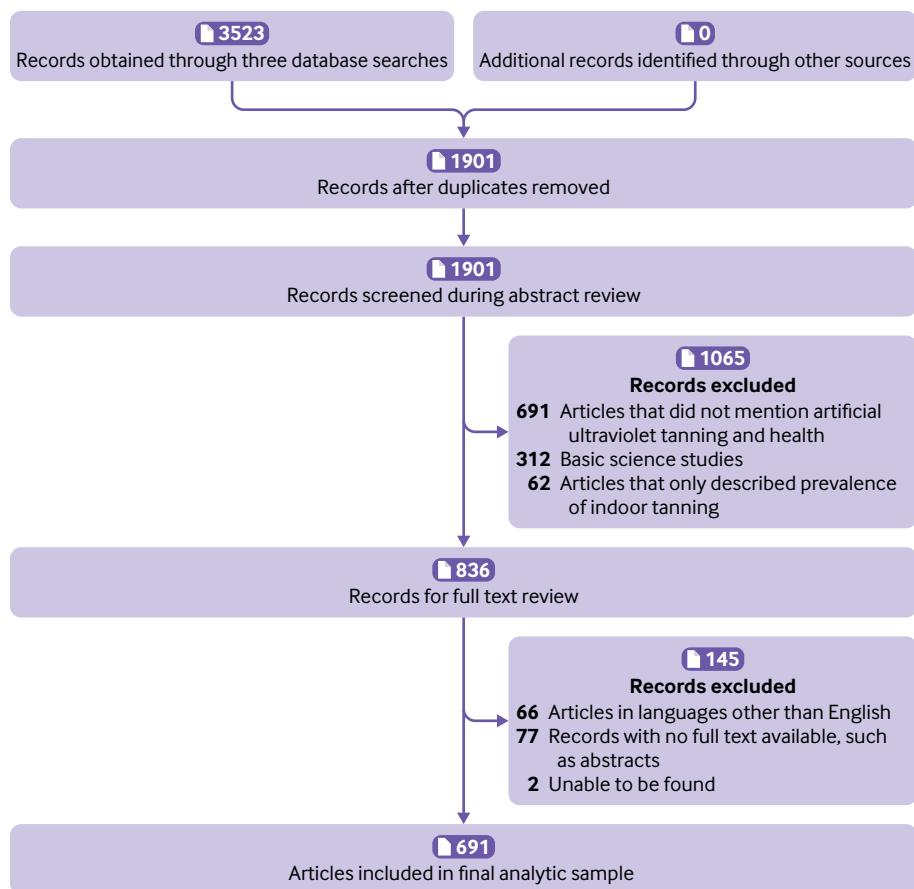 3523
Records obtained through three database searches
0
Additional records identified through other sources
1901
Records after duplicates removed
1901
Records screened during abstract review
1065
Records excluded
691 Articles that did not mention artificial
ultraviolet tanning and health
312 Basic science studies
62 Articles that only described prevalence
of indoor tanning
836
Records for full text review
145
Records excluded
66 Articles in languages other than English
77 Records with no full text available, such
as abstracts
2 Unable to be found
691
Articles included in final analytic sample